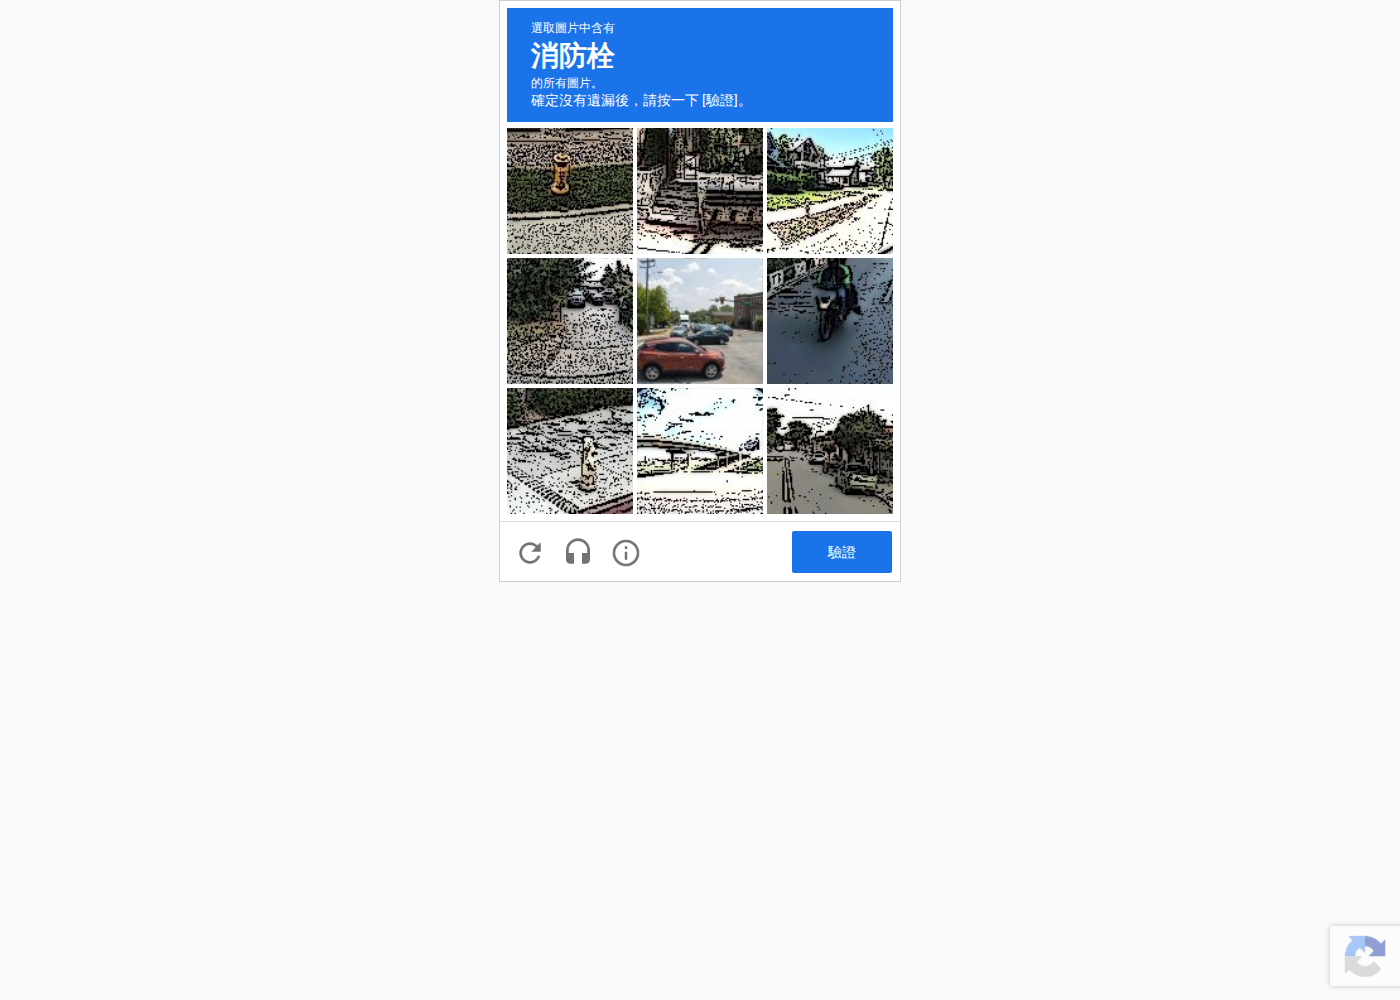 選取圖片中含有
消防栓
的所有圖片。
確定沒有遺漏後，請按一下 [驗證]。
驗證